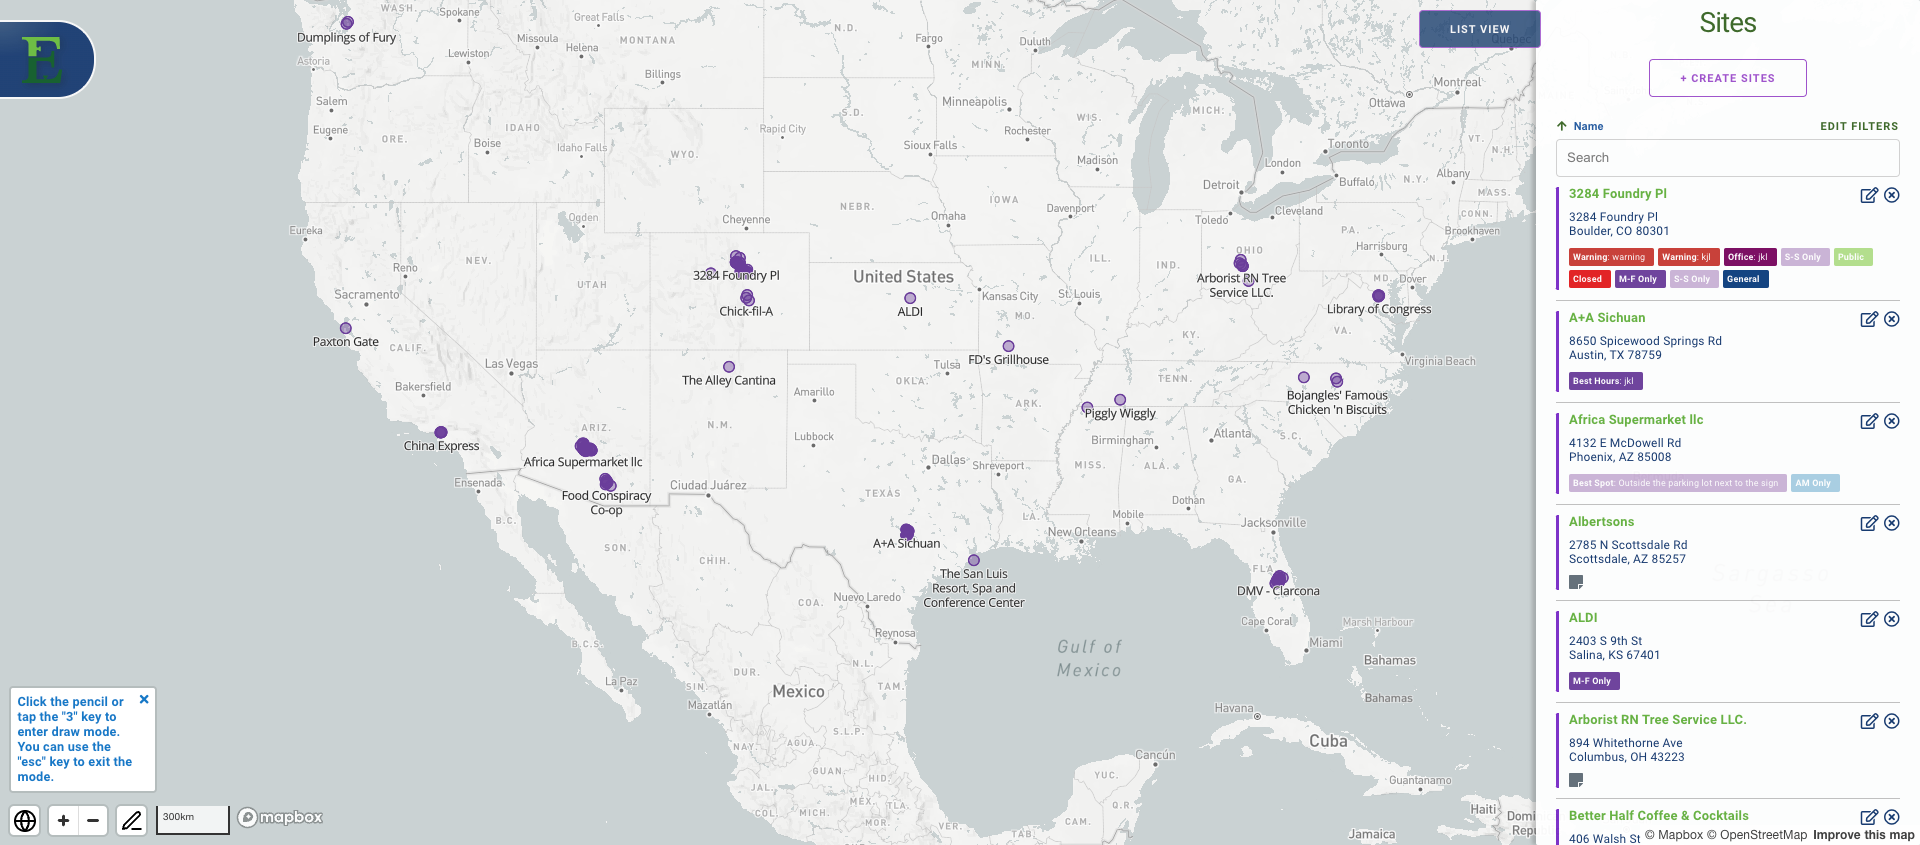 E
LIST VIEW
Sites
+ CREATE SITES
Name
EDIT FILTERS
Search
3284 Foundry Pl
3284 Foundry Pl
Boulder, CO 80301
Warning: warning
Warning: kjl
Office: jkl
S-S Only
Public
Closed
M-F Only
S-S Only
General
A+A Sichuan
8650 Spicewood Springs Rd
Austin, TX 78759
Best Hours: jkl
Africa Supermarket llc
4132 E McDowell Rd
Phoenix, AZ 85008
Best Spot: Outside the parking lot next to the sign
AM Only
Albertsons
2785 N Scottsdale Rd
Scottsdale, AZ 85257
ALDI
2403 S 9th St
Salina, KS 67401
M-F Only
Arborist RN Tree Service LLC.
894 Whitethorne Ave
Columbus, OH 43223
Better Half Coffee & Cocktails
406 Walsh St
© Mapbox © OpenStreetMap Improve this map
WASH.
Spokane
Great Falls
N.D.
Fargo
Duluth
Quebec
Dumplings of Fury
Missoula
Helena
MONTANA
Lewiston
Astoria
MINN.
Billings
Montreal
Ottawa
Salem
Minneapolis
S.D.
MICH.
WIS.
Eugene
ORE.
IDAHO
Rapid City
Rochester
VT.
Boise
Idaho Falls
WYO.
Sioux Falls
Madison
Toronto
N.H.
London
Buffalo
N.Y.
Albany
Detroit
MASS.
NEBR.
IOWA
Ogden
Cheyenne
Omaha
Davenport
Toledo
Cleveland
CONN.
Eureka
PA.
Brookhaven
Harrisburg
NEV.
OHIO
Reno
ILL.
IND.
3284 Foundry Pl
United States
Arborist RN Tree
Service LLC.
MD.
Dover
UTAH
Sacramento
Kansas City
St. Louis
Chick-fil-A
ALDI
MO.
Library of Congress
Paxton Gate
CALIF.
KY.
VA.
Las Vegas
FD's Grillhouse
Virginia Beach
Tulsa
The Alley Cantina
OKLA.
TENN.
Bakersfield
Amarillo
N.M.
ARK.
Bojangles' Famous
Chicken 'n Biscuits
Piggly Wiggly
China Express
ARIZ.
Lubbock
Birmingham
Atlanta
S.C.
Africa Supermarket llc
Dallas
Shreveport
MISS.
ALA.
GA.
Ensenada
Ciudad Juárez
Food Conspiracy
Co-op
TEXAS
Dothan
B.C.
LA.
Mobile
Jacksonville
New Orleans
SON.
A+A Sichuan
CHIH.
The San Luis
Resort, Spa and
Conference Center
FLA.
DMV - Clarcona
Sargasso
Sea
COA.
Nuevo Laredo
Cape Coral
Marsh Harbour
B.C.S.
Reynosa
Miami
Gulf of
Mexico
N.L.
Bahamas
DUR.
La Paz
SIN.
Mexico
TAM.
Bahamas
Mazatlán
Havana
S.L.P.
NAY.
AGUA.
Cuba
Cancún
GUAN.
HID.
YUC.
Guantanamo
JAL.
MÉX.
TLA.
MICH.
COL.
Q.R.
Haiti
VER.
TAB.
Jamaica
Click the pencil or
tap the "3" key to
enter draw mode.
You can use the
"esc" key to exit the
mode.
300km
mapbox